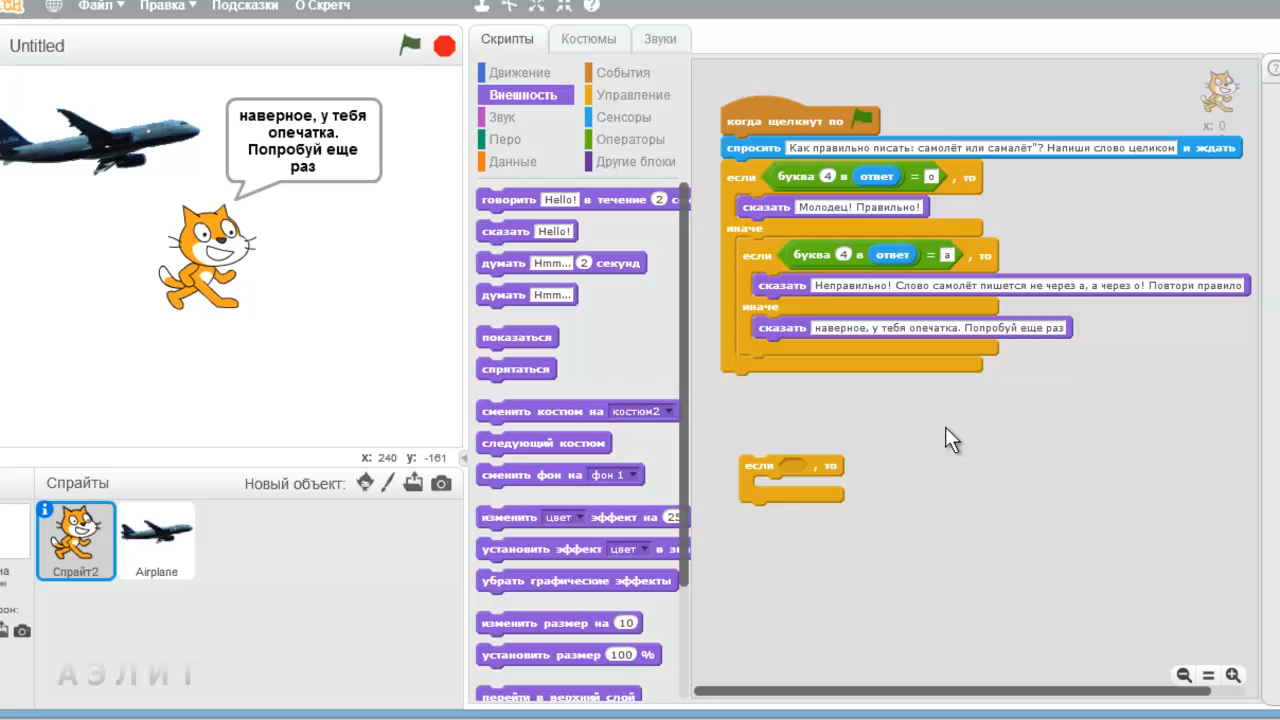 Файл Правка Подсказки О Скретч
Untitled
наверное, у тебя
опечатка.
Попробуй еще
раз
x: 240 y: -161
Спрайты
Новый объект:
Спрайт2
Airplane
АЭЛИТ
Скрипты Костюмы Звуки
Движение События
Внешность Управление
Звук Сенсоры
Перо Операторы
Данные Другие блоки
говорить Hello! в течение 2
сказать Hello!
думать Hmm... 2 секунд
думать Hmm...
показаться
спрятаться
сменить костюм на костюм2
следующий костюм
сменить фон на фон 1
изменить цвет эффект на 25
установить эффект цвет в
убрать графические эффекты
изменить размер на 10
установить размер 100 %
перейти в верхний слой
x: 0
когда щелкнут по
спросить Как правильно писать: самолёт или самалёт"? Напиши слово целиком и ждать
если буква 4 в ответ = о , то
сказать Молодец! Правильно!
иначе
если буква 4 в ответ = а , то
сказать Неправильно! Слово самолёт пишется не через а, а через о! Повтори правило
иначе
сказать наверное, у тебя опечатка. Попробуй еще раз
если , то